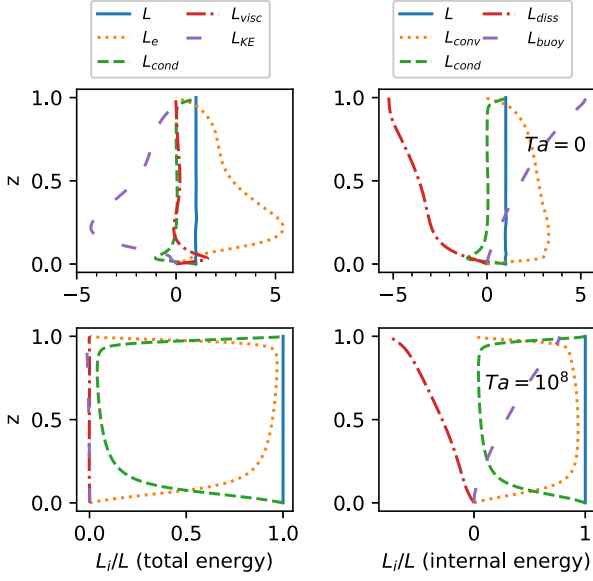 L L_visc
L_e L_KE
L_cond
L L_diss
L_conv L_buoy
L_cond
1.0
0.5
0.0
z
−5 0 5
Ta = 0
−5 0 5
1.0
0.5
0.0
z
0.0 0.5 1.0
L_i/L (total energy)
Ta = 10^8
0 1
L_i/L (internal energy)